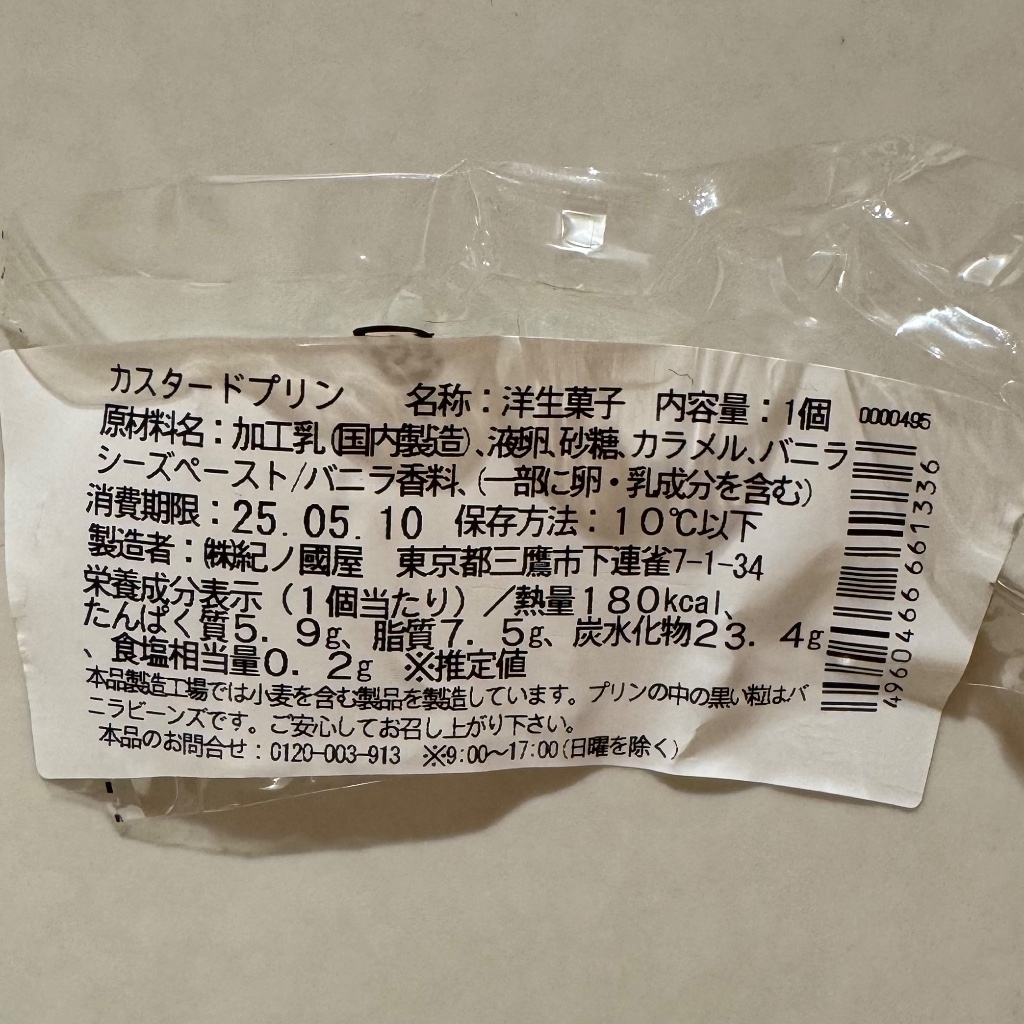 カスタードプリン　名称：洋生菓子　内容量：1個　0000495
原材料名：加工乳(国内製造)、液卵、砂糖、カラメル、バニラ
シーズペースト/バニラ香料、(一部に卵・乳成分を含む)
消費期限：25.05.10　保存方法：10℃以下
製造者：㈱紀ノ國屋　東京都三鷹市下連雀7-1-34
栄養成分表示（1個当たり）／熱量180kcal、
たんぱく質5．9g、脂質7．5g、炭水化物23．4g
、食塩相当量0．2g　※推定値
本品製造工場では小麦を含む製品を製造しています。プリンの中の黒い粒はバ
ニラビーンズです。ご安心してお召し上がり下さい。
本品のお問合せ：0120-003-913　※9:00～17:00(日曜を除く)
4960466661336